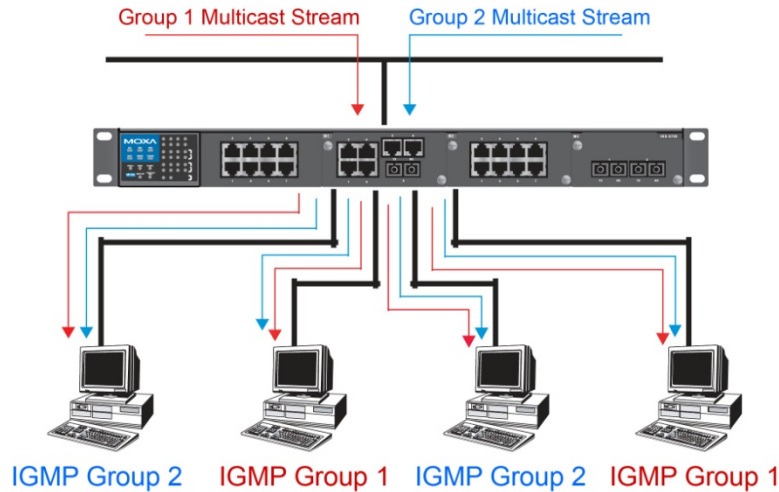 Group 1 Multicast Stream
Group 2 Multicast Stream
MOXA
IGMP Group 2
IGMP Group 1
IGMP Group 2
IGMP Group 1